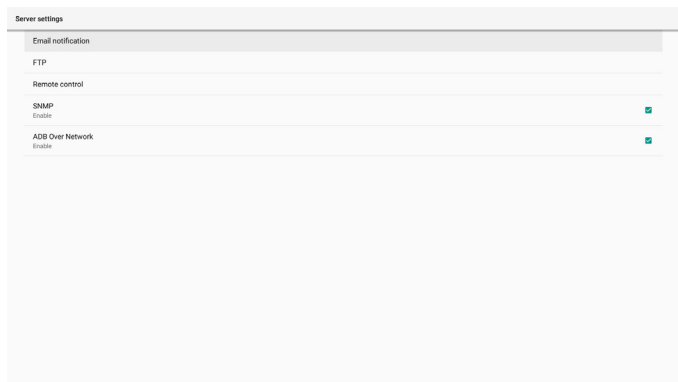 Server settings
Email notification
FTP
Remote control
SNMP
Enable
ADB Over Network
Enable